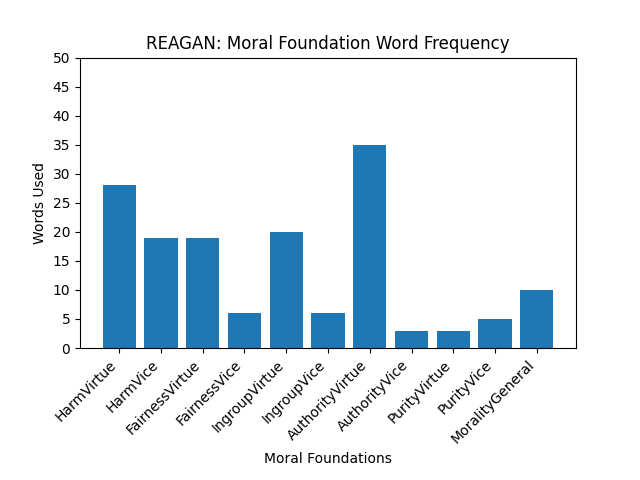 REAGAN: Moral Foundation Word Frequency
50
45
40
35
30
25
20
15
10
5
0
Words Used
HarmVirtue
HarmVice
FairnessVirtue
FairnessVice
IngroupVirtue
IngroupVice
AuthorityVirtue
AuthorityVice
PurityVirtue
PurityVice
MoralityGeneral
Moral Foundations